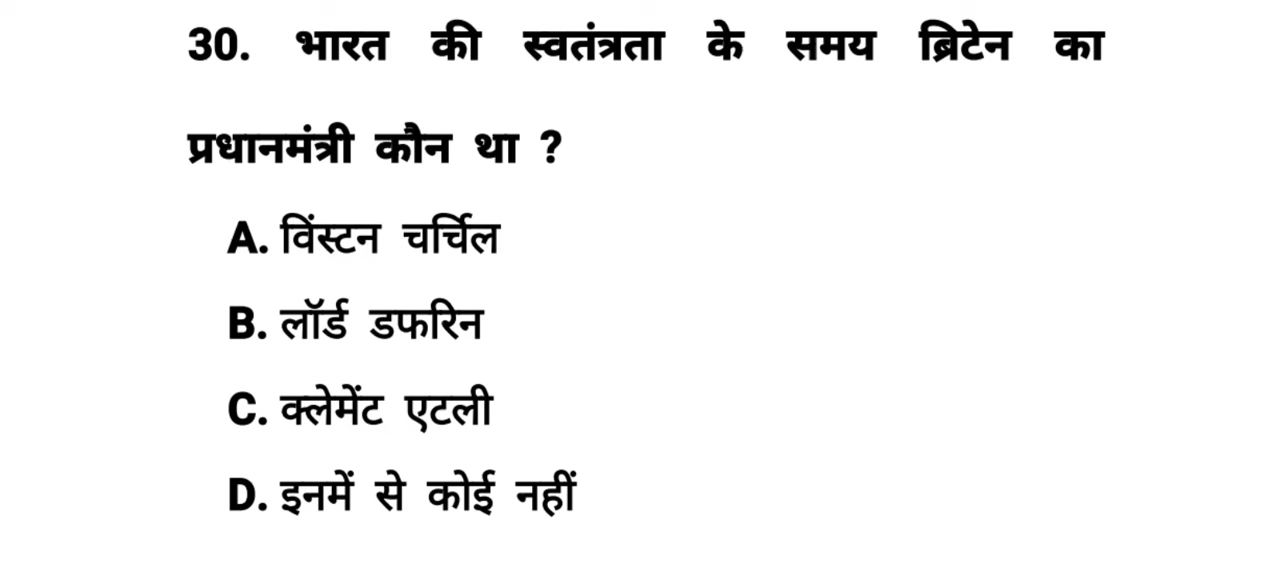 30. भारत की स्वतंत्रता के समय ब्रिटेन का
प्रधानमंत्री कौन था ?
A. विंस्टन चर्चिल
B. लॉर्ड डफरिन
C. क्लेमेंट एटली
D. इनमें से कोई नहीं